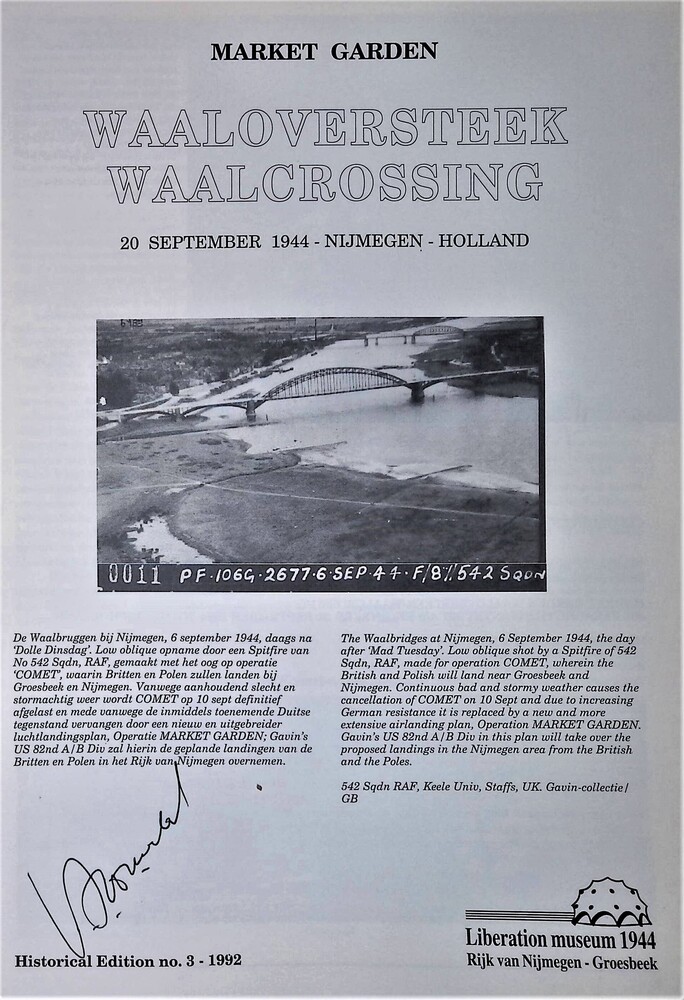 MARKET GARDEN
WAALOVERSTEEK
WAALCROSSING
20 SEPTEMBER 1944 - NIJMEGEN - HOLLAND
0011 PF·106G·2677·6·SEP·44·F/8"//542 SQDN
De Waalbruggen bij Nijmegen, 6 september 1944, daags na
'Dolle Dinsdag'. Low oblique opname door een Spitfire van
No 542 Sqdn, RAF, gemaakt met het oog op operatie
'COMET', waarin Britten en Polen zullen landen bij
Groesbeek en Nijmegen. Vanwege aanhoudend slecht en
stormachtig weer wordt COMET op 10 sept definitief
afgelast en mede vanwege de inmiddels toenemende Duitse
tegenstand vervangen door een nieuw en uitgebreider
luchtlandingsplan, Operatie MARKET GARDEN; Gavin's
US 82nd A/B Div zal hierin de geplande landingen van de
Britten en Polen in het Rijk van Nijmegen overnemen.
The Waalbridges at Nijmegen, 6 September 1944, the day
after 'Mad Tuesday'. Low oblique shot by a Spitfire of 542
Sqdn, RAF, made for operation COMET, wherein the
British and Polish will land near Groesbeek and
Nijmegen. Continuous bad and stormy weather causes the
cancellation of COMET on 10 Sept and due to increasing
German resistance it is replaced by a new and more
extensive airlanding plan, Operation MARKET GARDEN.
Gavin's US 82nd A/B Div in this plan will take over the
proposed landings in the Nijmegen area from the British
and the Poles.
542 Sqdn RAF, Keele Univ, Staffs, UK. Gavin-collectie/
GB
Historical Edition no. 3 - 1992
Liberation museum 1944
Rijk van Nijmegen - Groesbeek